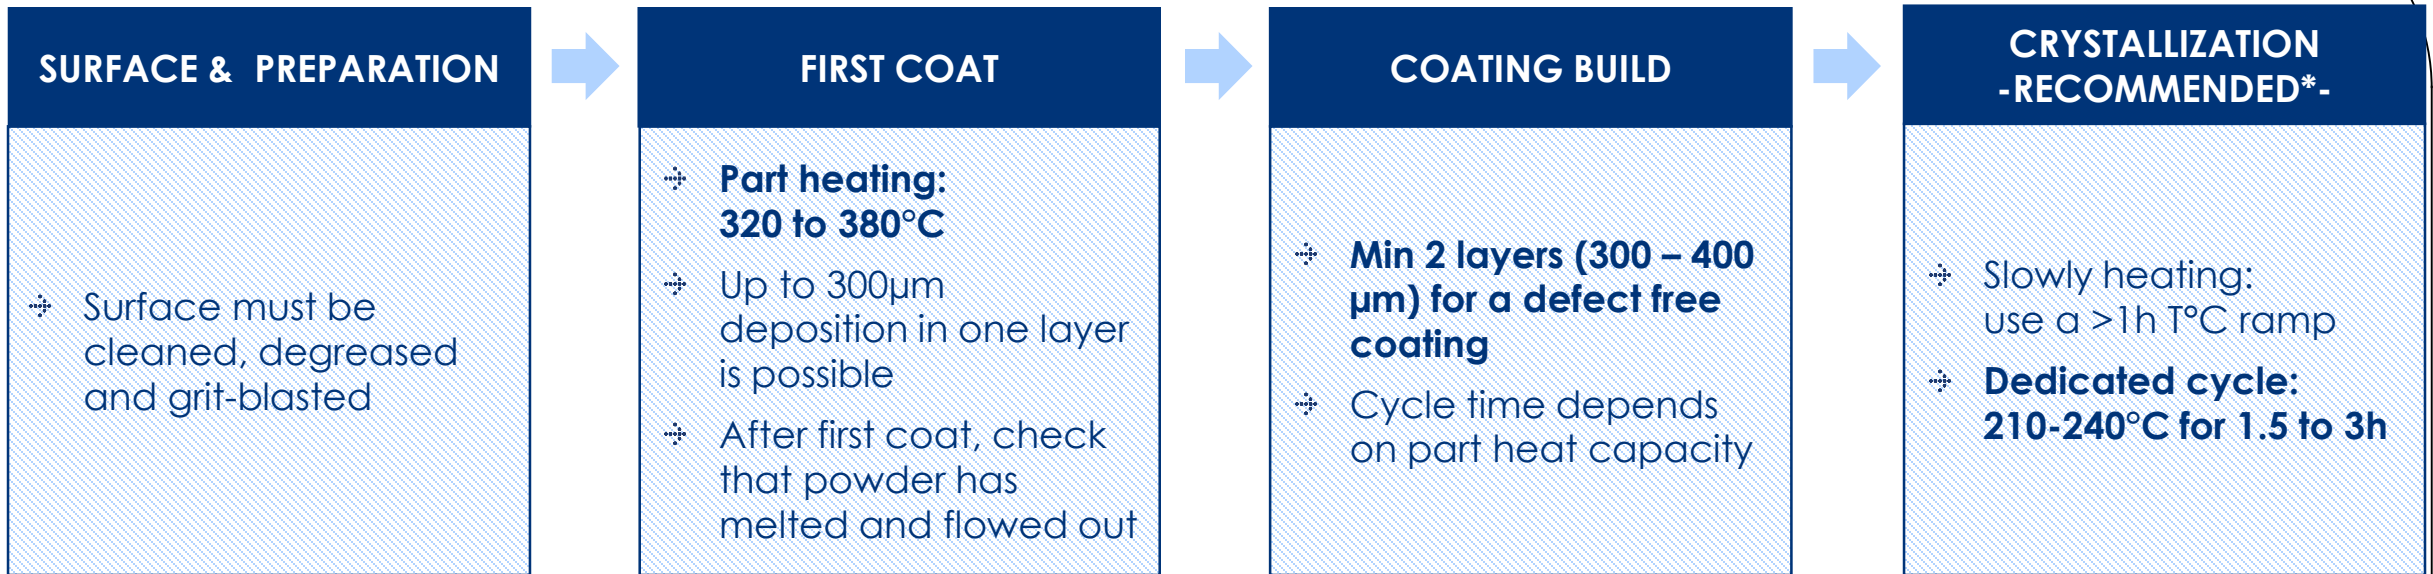 SURFACE & PREPARATION
Surface must be
cleaned, degreased
and grit-blasted
FIRST COAT
Part heating:
320 to 380°C
Up to 300µm
deposition in one layer
is possible
After first coat, check
that powder has
melted and flowed out
COATING BUILD
Min 2 layers (300 – 400
µm) for a defect free
coating
Cycle time depends
on part heat capacity
CRYSTALLIZATION
-RECOMMENDED*-
Slowly heating:
use a >1h T°C ramp
Dedicated cycle:
210-240°C for 1.5 to 3h